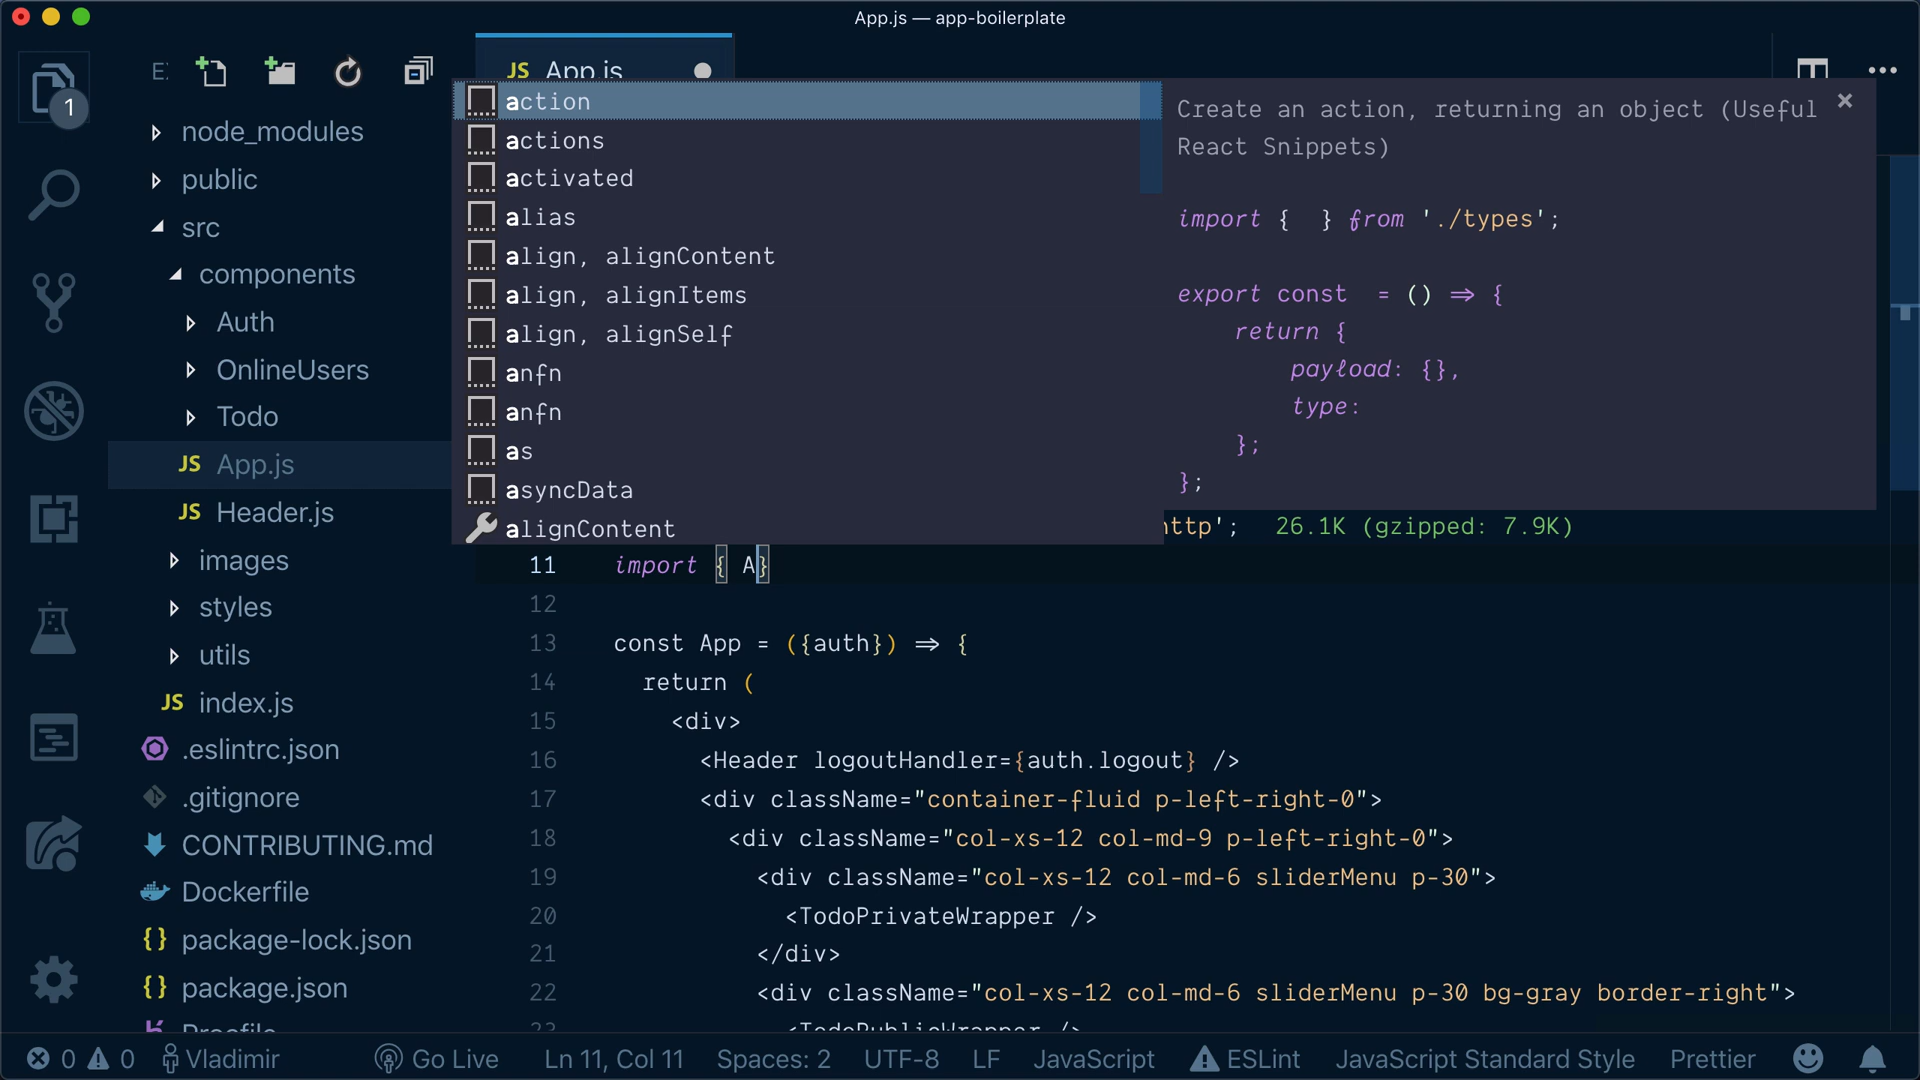 App.js — app-boilerplate
E:
1
node_modules
public
src
components
Auth
OnlineUsers
Todo
JS App.js
JS Header.js
images
styles
utils
JS index.js
.eslintrc.json
.gitignore
CONTRIBUTING.md
Dockerfile
{} package-lock.json
{} package.json
Procfile
JS App.js
action
actions
activated
alias
align, alignContent
align, alignItems
align, alignSelf
anfn
anfn
as
asyncData
alignContent
Create an action, returning an object (Useful
React Snippets)
import {  } from './types';
export const  = () => {
return {
payload: {},
type:
};
};
http'; 26.1K (gzipped: 7.9K)
11 import { A}
12
13 const App = ({auth}) => {
14 return (
15 <div>
16 <Header logoutHandler={auth.logout} />
17 <div className="container-fluid p-left-right-0">
18 <div className="col-xs-12 col-md-9 p-left-right-0">
19 <div className="col-xs-12 col-md-6 sliderMenu p-30">
20 <TodoPrivateWrapper />
21 </div>
22 <div className="col-xs-12 col-md-6 sliderMenu p-30 bg-gray border-right">
23 <TodoPublicWrapper />
0 0 Vladimir Go Live Ln 11, Col 11 Spaces: 2 UTF-8 LF JavaScript ESLint JavaScript Standard Style Prettier